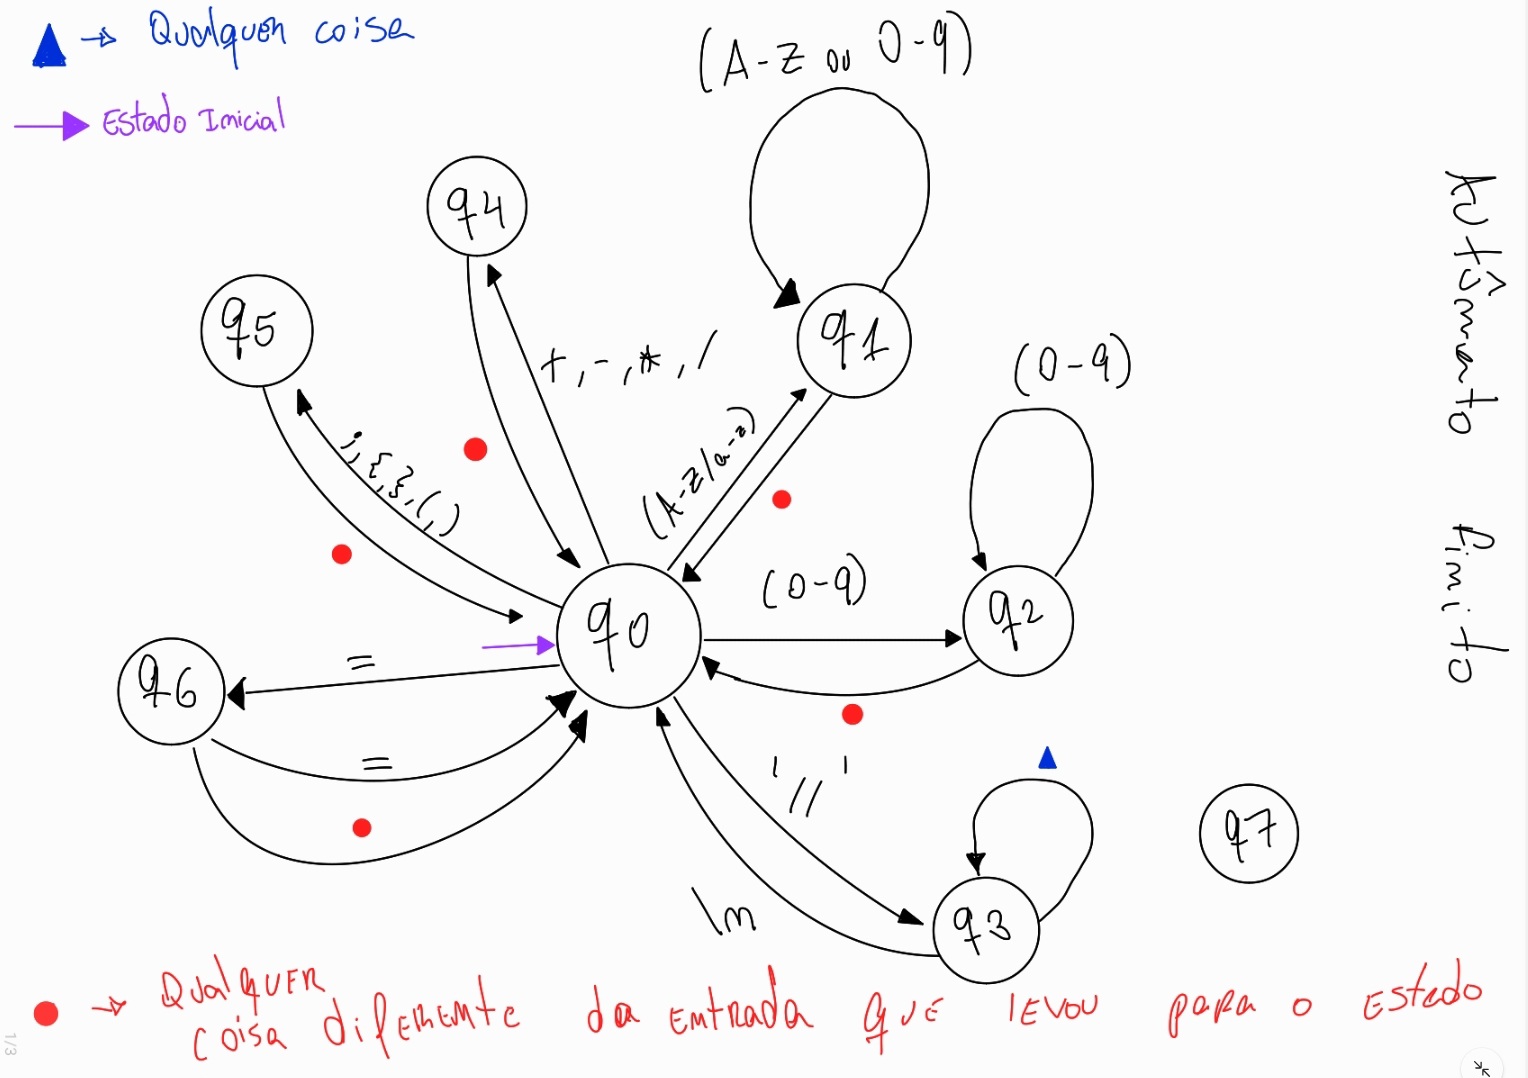 → Qualquer coisa
Estado Inicial
(A-Z ou 0-9)
Autômato finito
q4
q5
q1
+, -, *, /
(0-9)
;, {, }, (, )
(A-Z/a-z)
(0-9)
q0
q2
q6
=
=
'//'
q7
\n
q3
→ Qualquer
coisa diferente da entrada que levou para o estado
1/3